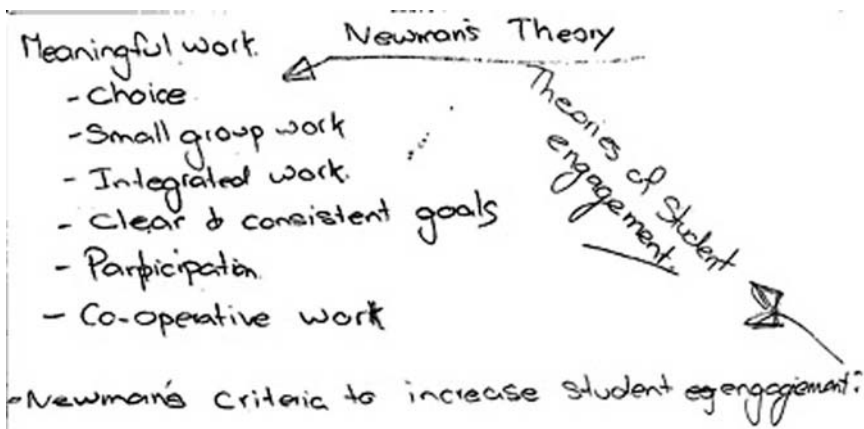 Newman's Theory
Meaningful work.
- Choice
- Small group work
- Integrated work.
- Clear & consistent goals
- Participation
- Co-operative work
Theories of Student
engagement.
- Newman's criteria to increase student engagement.